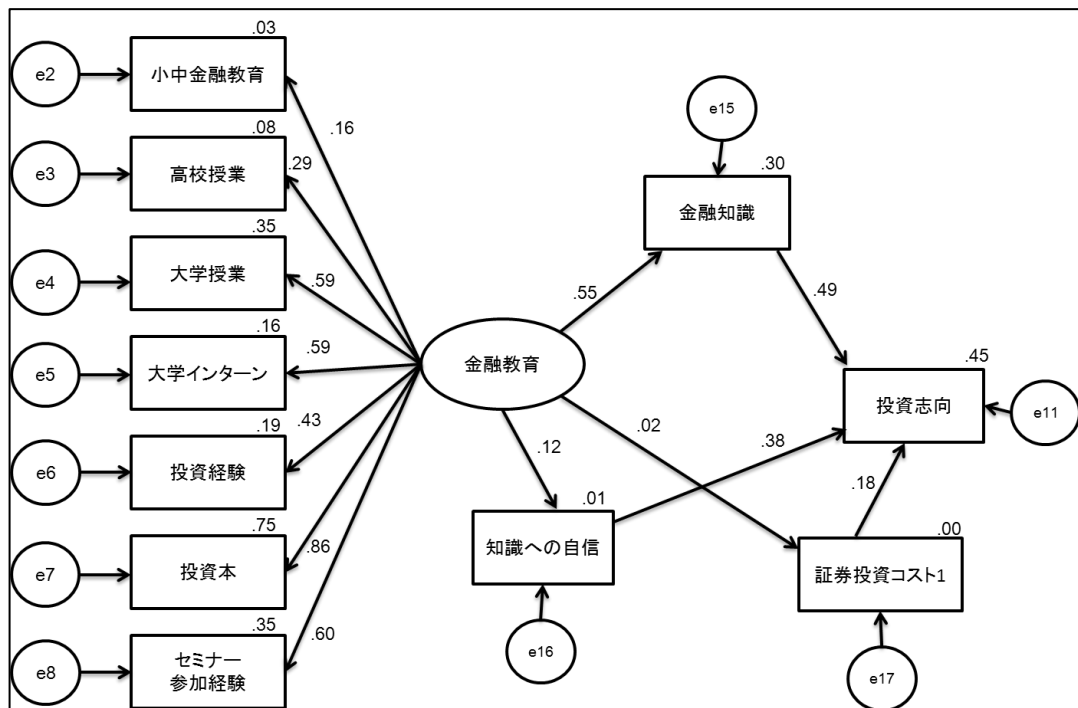 .03
e2
小中金融教育
.16
.08
e3
高校授業
.29
.35
e4
大学授業
.59
.16
e5
大学インターン
.59
.19
e6
投資経験
.43
.75
e7
投資本
.86
.35
e8
セミナー
参加経験
.60
金融教育
e15
.30
金融知識
.55
.49
.45
投資志向
e11
.02
.38
.12
.18
.01
知識への自信
e16
.00
証券投資コスト1
e17